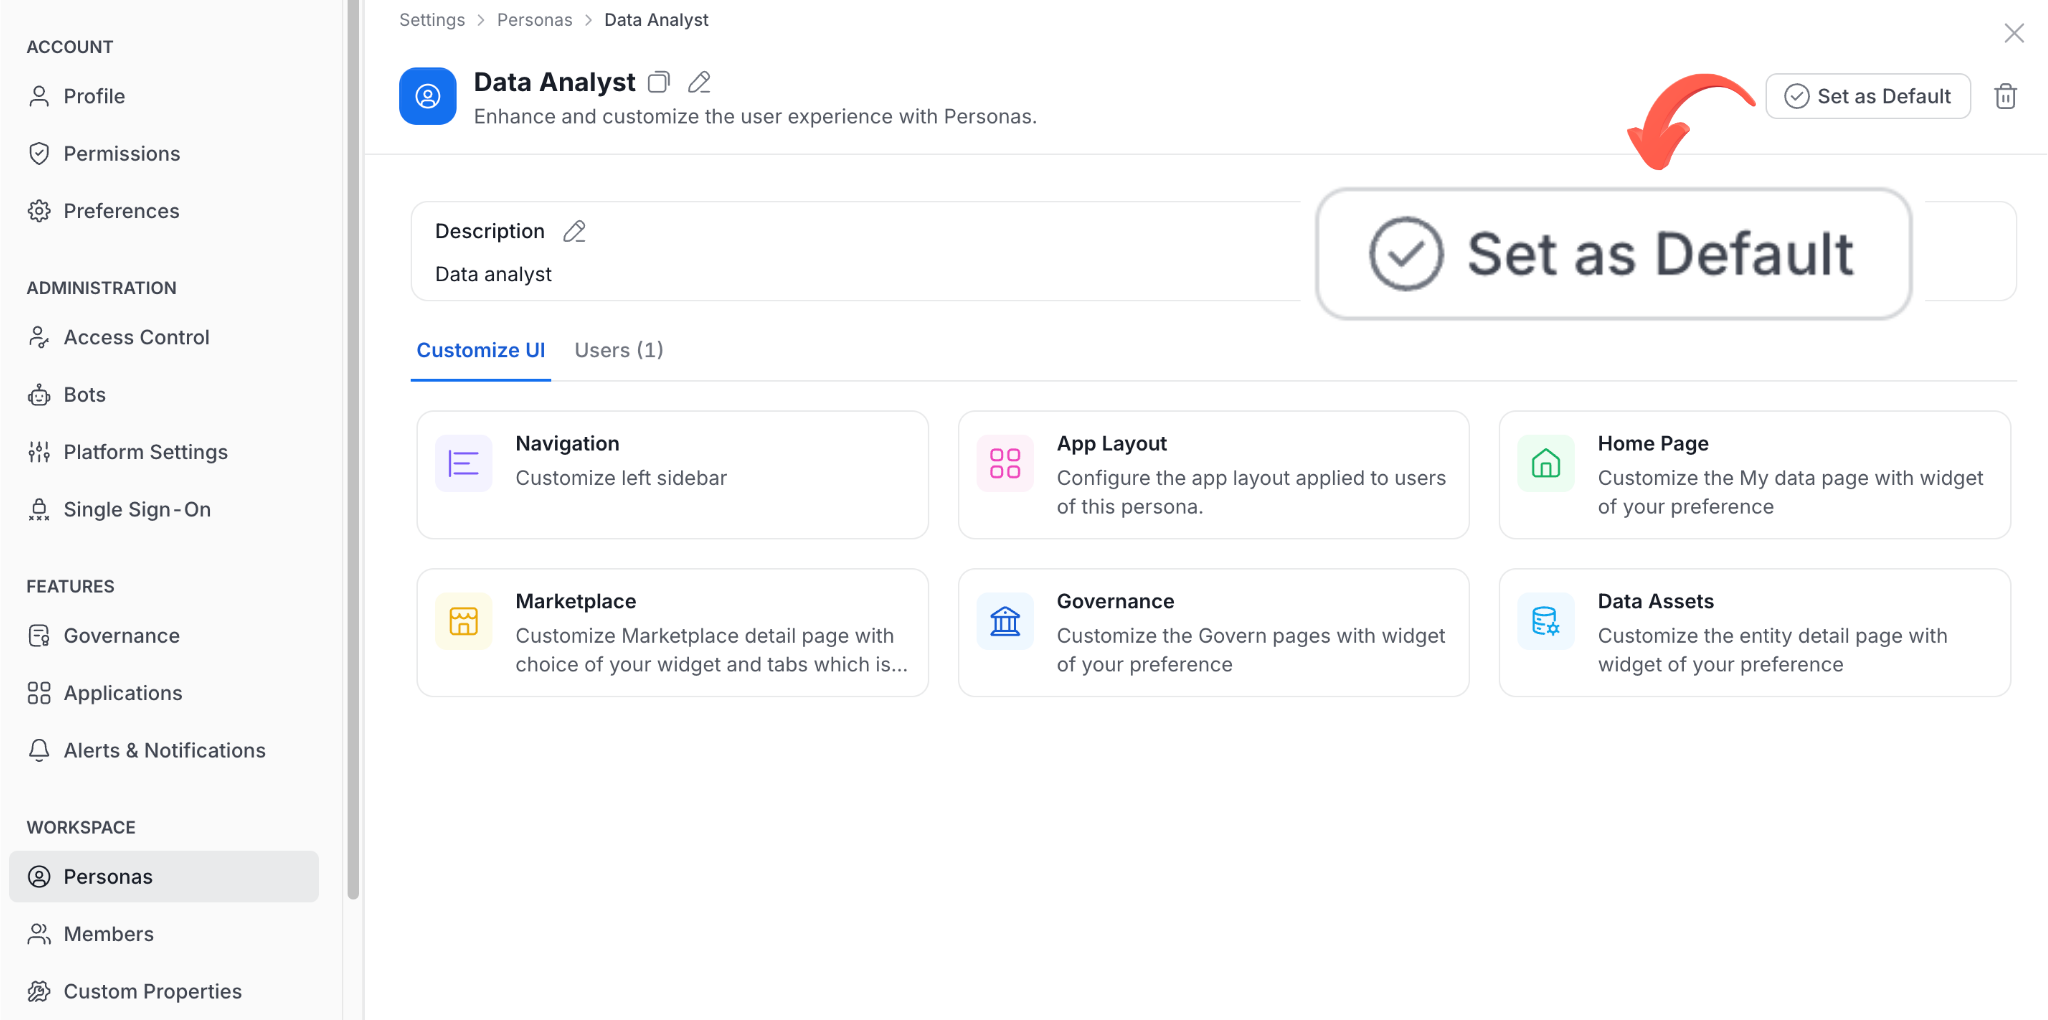 ACCOUNT
Profile
Permissions
Preferences
ADMINISTRATION
Access Control
Bots
Platform Settings
Single Sign-On
FEATURES
Governance
Applications
Alerts & Notifications
WORKSPACE
Personas
Members
Custom Properties
Settings > Personas > Data Analyst
Data Analyst
Enhance and customize the user experience with Personas.
Set as Default
Set as Default
Description
Data analyst
Customize UI Users (1)
Navigation
Customize left sidebar
App Layout
Configure the app layout applied to users
of this persona.
Home Page
Customize the My data page with widget
of your preference
Marketplace
Customize Marketplace detail page with
choice of your widget and tabs which is...
Governance
Customize the Govern pages with widget
of your preference
Data Assets
Customize the entity detail page with
widget of your preference